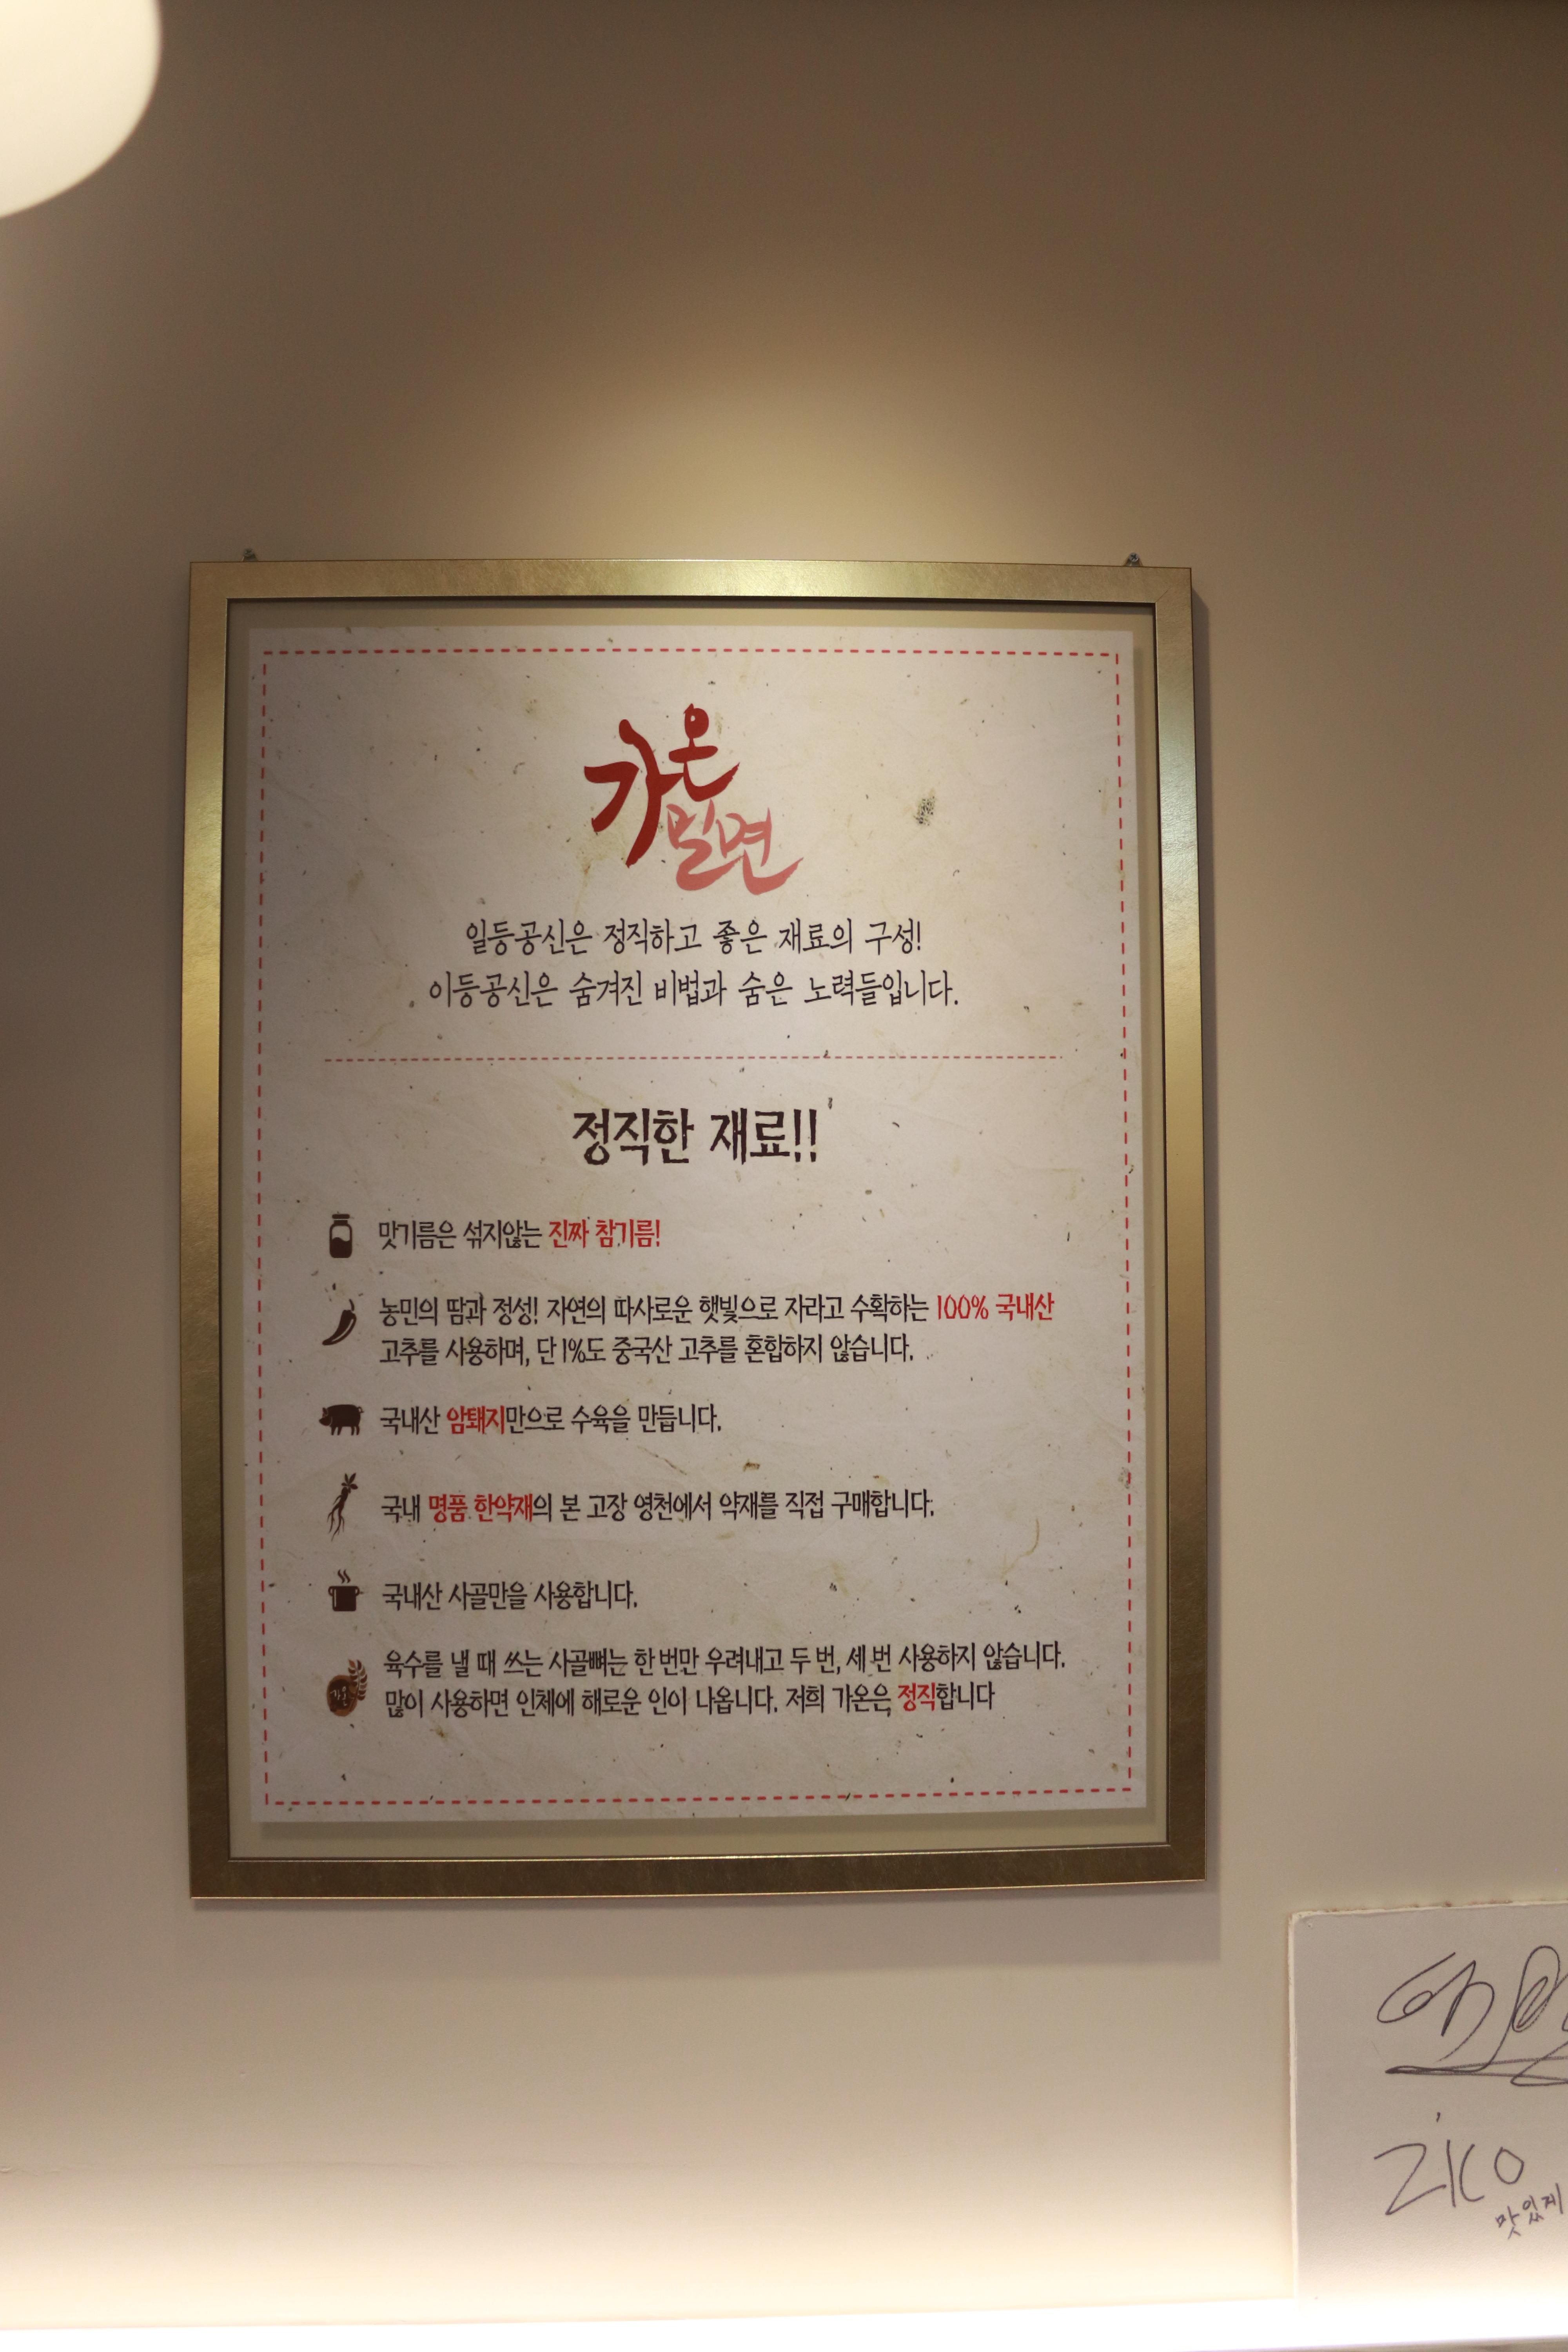 가온
밀면
일등공신은 정직하고 좋은 재료의 구성!
이등공신은 숨겨진 비법과 숨은 노력들입니다.
정직한 재료!!
맛기름은 섞지않는 진짜 참기름!
농민의 땀과 정성! 자연의 따사로운 햇빛으로 자라고 수확하는 100% 국내산
고추를 사용하며, 단 1%도 중국산 고추를 혼합하지 않습니다.
국내산 암퇘지만으로 수육을 만듭니다.
국내 명품 한약재의 본 고장 영천에서 약재를 직접 구매합니다.
국내산 사골만을 사용합니다.
가온
육수를 낼 때 쓰는 사골뼈는 한 번만 우려내고 두 번, 세 번 사용하지 않습니다.
많이 사용하면 인체에 해로운 인이 나옵니다. 저희 가온은 정직합니다
ZICO
맛있게